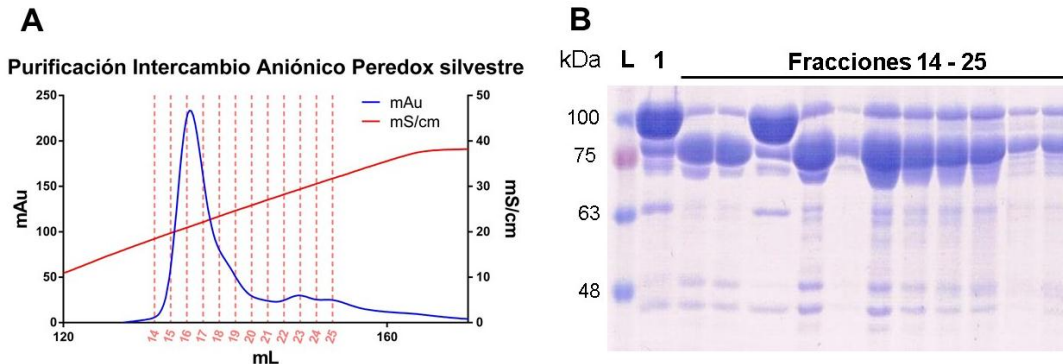 A
Purificación Intercambio Aniónico Peredox silvestre
250
200
150
100
50
0
mAu
50
40
30
20
10
0
mS/cm
mAu
mS/cm
14 15 16 17 18 19 20 21 22 23 24 25
120 160
mL
B
kDa L 1 Fracciones 14 - 25
100
75
63
48